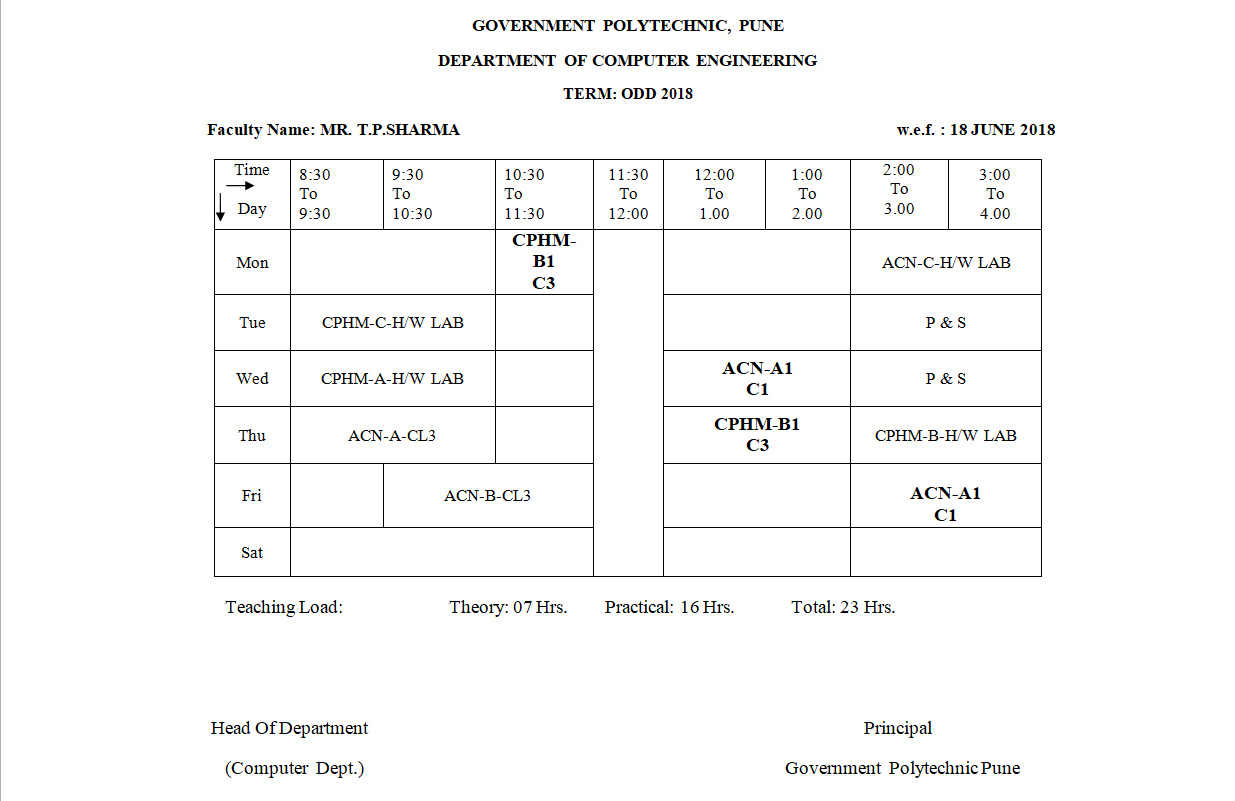 GOVERNMENT POLYTECHNIC, PUNE
DEPARTMENT OF COMPUTER ENGINEERING
TERM: ODD 2018
Faculty Name: MR. T.P.SHARMA w.e.f. : 18 JUNE 2018
Time
Day
8:30
To
9:30
9:30
To
10:30
10:30
To
11:30
11:30
To
12:00
12:00
To
1.00
1:00
To
2.00
2:00
To
3.00
3:00
To
4.00
Mon
CPHM-
B1
C3
ACN-C-H/W LAB
Tue
CPHM-C-H/W LAB
P & S
Wed
CPHM-A-H/W LAB
ACN-A1
C1
P & S
Thu
ACN-A-CL3
CPHM-B1
C3
CPHM-B-H/W LAB
Fri
ACN-B-CL3
ACN-A1
C1
Sat
Teaching Load: Theory: 07 Hrs. Practical: 16 Hrs. Total: 23 Hrs.
Head Of Department Principal
(Computer Dept.) Government Polytechnic Pune